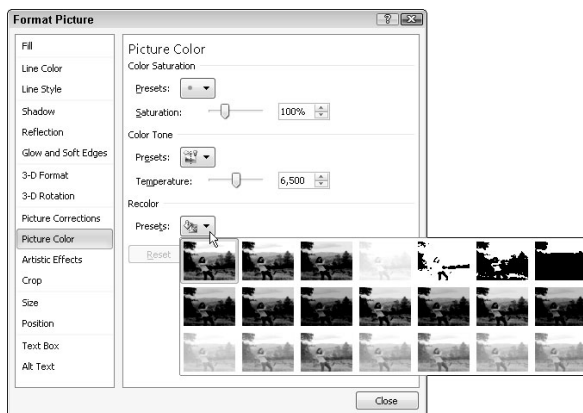 Format Picture
Fill
Line Color
Line Style
Shadow
Reflection
Glow and Soft Edges
3-D Format
3-D Rotation
Picture Corrections
Picture Color
Artistic Effects
Crop
Size
Position
Text Box
Alt Text
Picture Color
Color Saturation
Presets:
Saturation: 100%
Color Tone
Presets:
Temperature: 6,500
Recolor
Presets:
Reset
Close